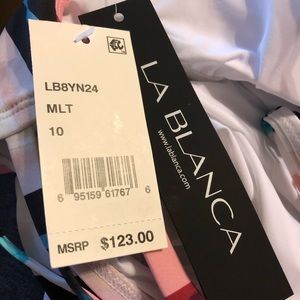 LB8YN24
MLT
10
6 95159 61767 6
MSRP $123.00
LA BLANCA
www.lablanca.com